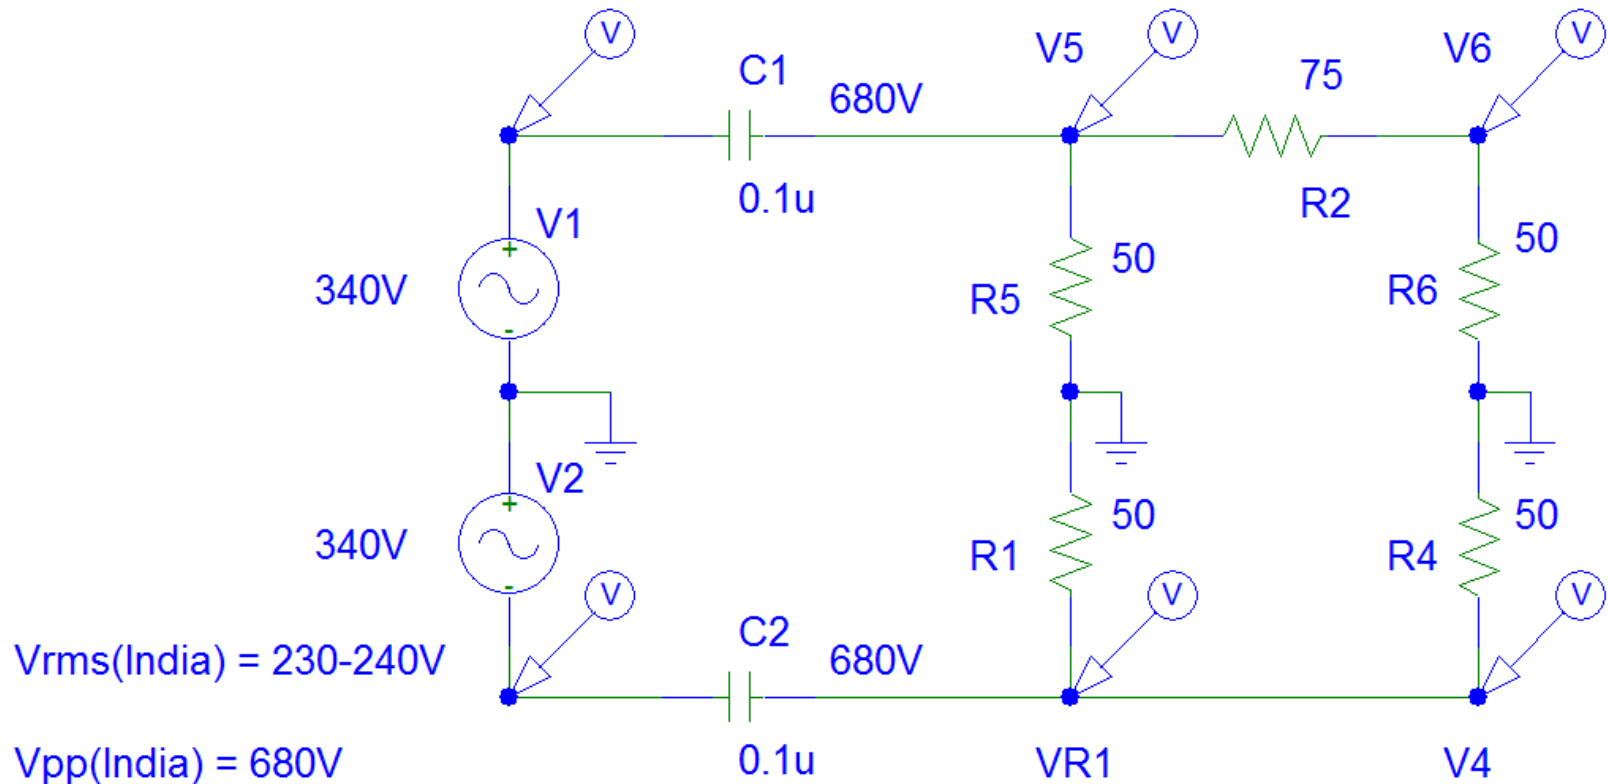 V
V
V
V5
V6
C1
75
680V
0.1u
R2
V1
+
50
50
340V
R5
R6
-
V2
+
50
50
340V
R1
R4
-
V
V
V
C2
Vrms(India) = 230-240V
680V
Vpp(India) = 680V
0.1u
VR1
V4